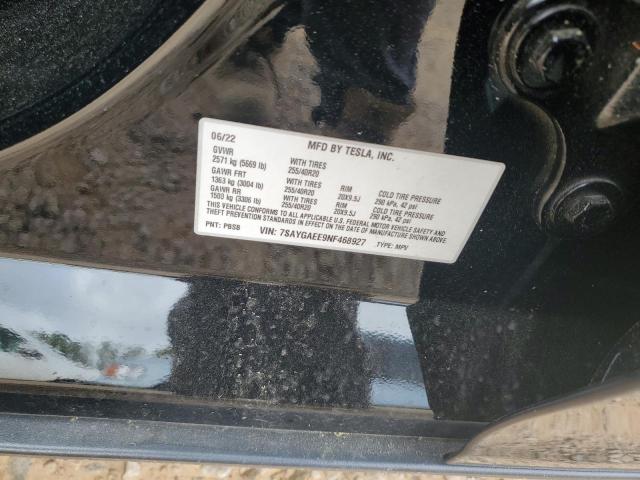 06/22
MFD BY TESLA, INC.
GVWR
2571 kg (5669 lb)
WITH TIRES
255/40R20
GAWR FRT
1363 kg (3004 lb)
WITH TIRES
255/40R20
RIM
20X9.5J
COLD TIRE PRESSURE
290 kPa, 42 psi
GAWR RR
1500 kg (3306 lb)
WITH TIRES
255/40R20
RIM
20X9.5J
COLD TIRE PRESSURE
290 kPa, 42 psi
THIS VEHICLE CONFORMS TO ALL APPLICABLE U.S. FEDERAL MOTOR VEHICLE SAFETY AND
THEFT PREVENTION STANDARDS IN EFFECT ON THE DATE OF MANUFACTURE SHOWN ABOVE.
PNT: PBSB
VIN: 7SAYGAEE9NF468927
TYPE: MPV